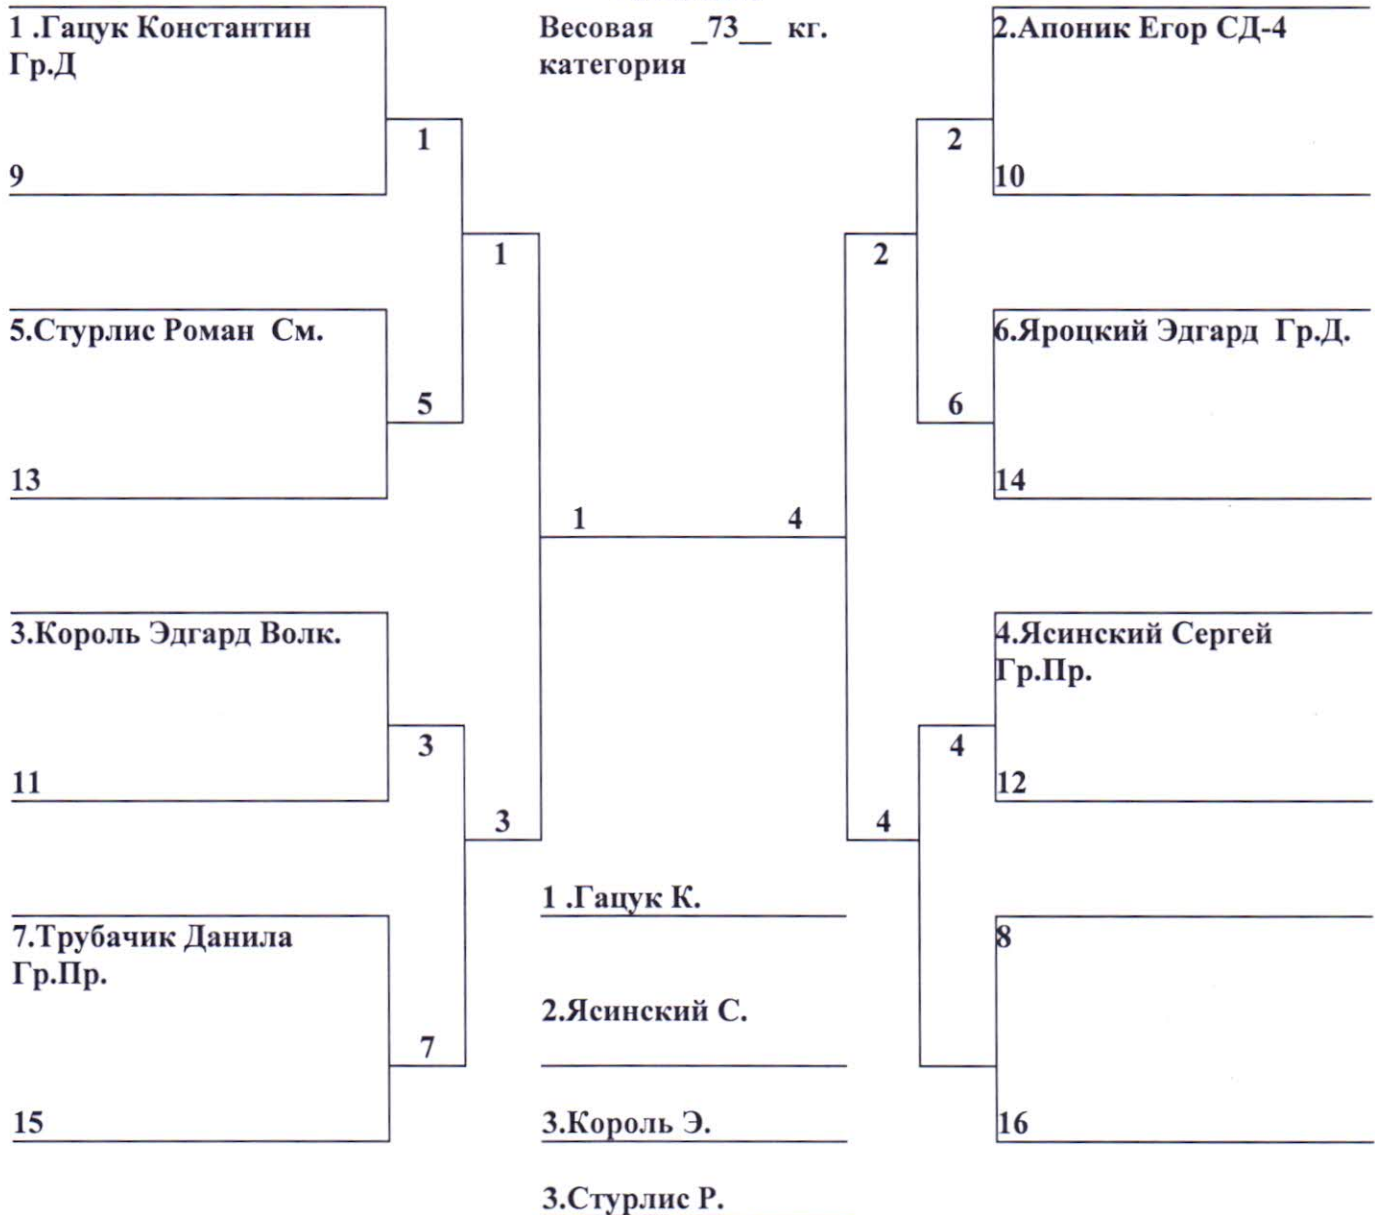 1 .Гацук Константин
Гр.Д
Весовая _73__ кг.
категория
2.Апоник Егор СД-4
1
2
9
10
1
2
5.Стурлис Роман См.
6.Яроцкий Эдгард Гр.Д.
5
6
13
14
1
4
3.Король Эдгард Волк.
4.Ясинский Сергей
Гр.Пр.
3
4
11
12
3
4
1 .Гацук К.
7.Трубачик Данила
Гр.Пр.
8
2.Ясинский С.
7
15
3.Король Э.
16
3.Стурлис Р.